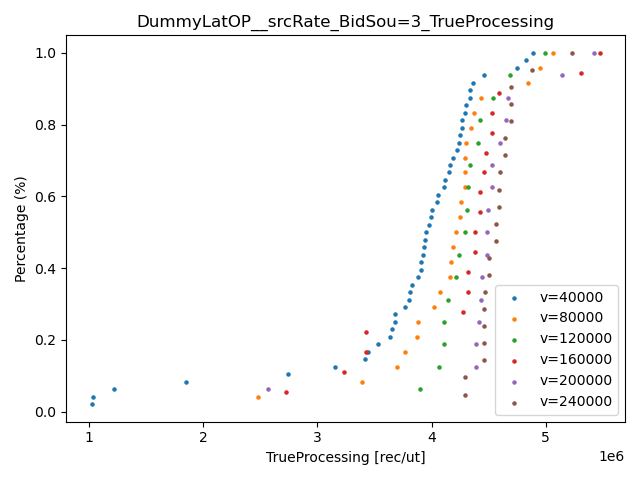 DummyLatOP__srcRate_BidSou=3_TrueProcessing
Percentage (%)
1.0
0.8
0.6
0.4
0.2
0.0
v=40000
v=80000
v=120000
v=160000
v=200000
v=240000
1
2
3
4
5
1e6
TrueProcessing [rec/ut]